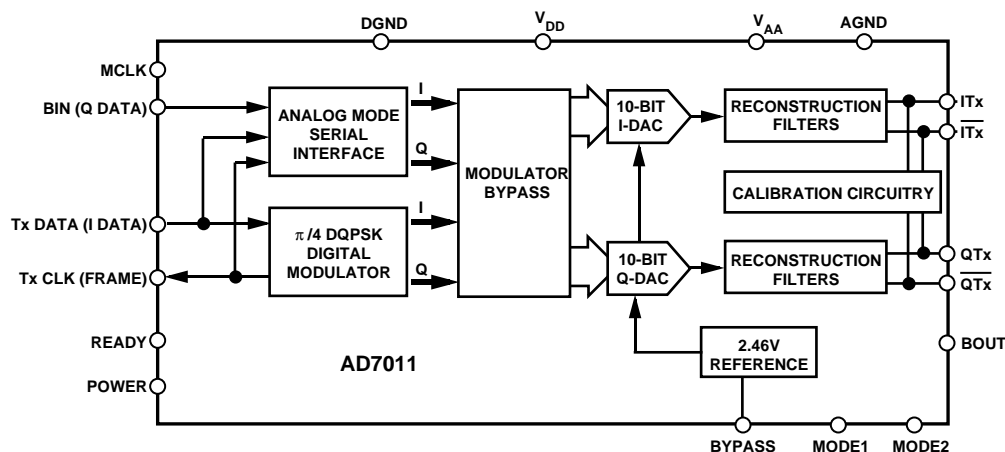 DGND
VDD
VAA
AGND
MCLK
BIN (Q DATA)
Tx DATA (I DATA)
Tx CLK (FRAME)
READY
POWER
ANALOG MODE
SERIAL
INTERFACE
π/4 DQPSK
DIGITAL
MODULATOR
I
Q
I
Q
MODULATOR
BYPASS
10-BIT
I-DAC
10-BIT
Q-DAC
RECONSTRUCTION
FILTERS
CALIBRATION CIRCUITRY
RECONSTRUCTION
FILTERS
2.46V
REFERENCE
AD7011
ITx
ITx
QTx
QTx
BOUT
BYPASS
MODE1
MODE2